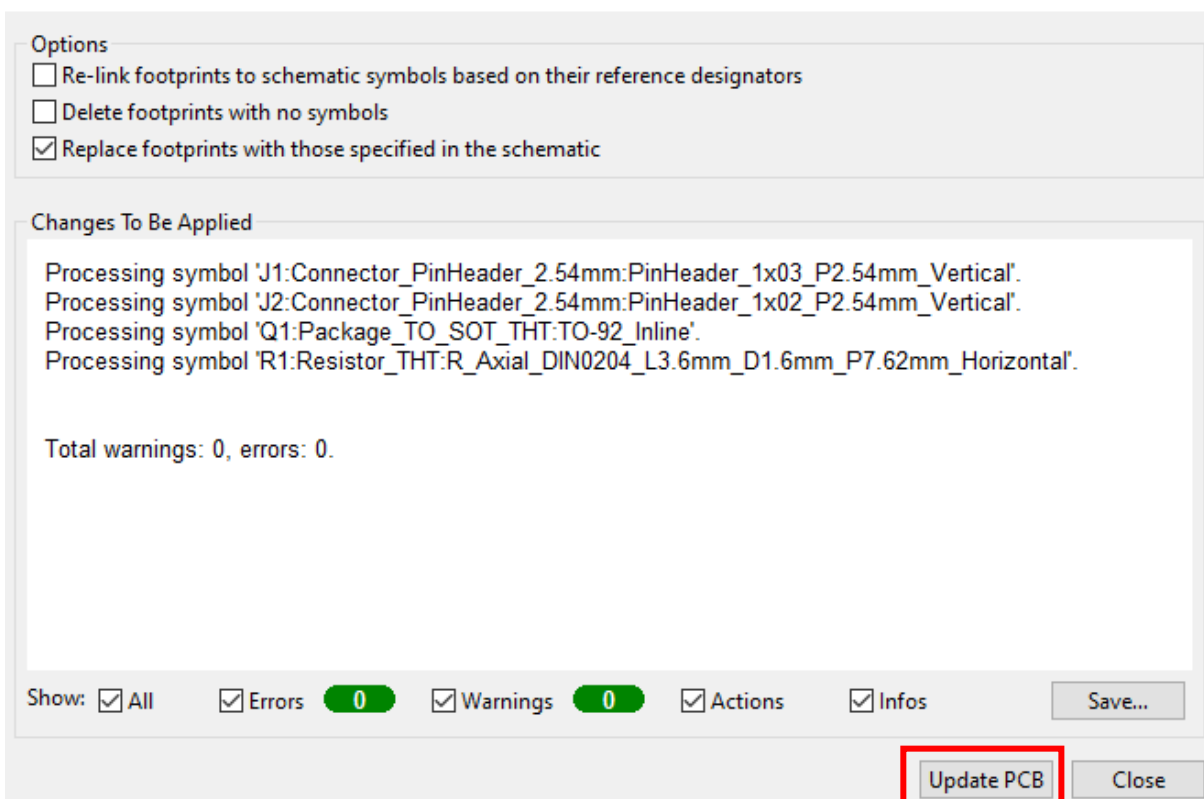 Options
Re-link footprints to schematic symbols based on their reference designators
Delete footprints with no symbols
Replace footprints with those specified in the schematic
Changes To Be Applied
Processing symbol 'J1:Connector_PinHeader_2.54mm:PinHeader_1x03_P2.54mm_Vertical'.
Processing symbol 'J2:Connector_PinHeader_2.54mm:PinHeader_1x02_P2.54mm_Vertical'.
Processing symbol 'Q1:Package_TO_SOT_THT:TO-92_Inline'.
Processing symbol 'R1:Resistor_THT:R_Axial_DIN0204_L3.6mm_D1.6mm_P7.62mm_Horizontal'.
Total warnings: 0, errors: 0.
Show: All Errors 0 Warnings 0 Actions Infos Save...
Update PCB Close